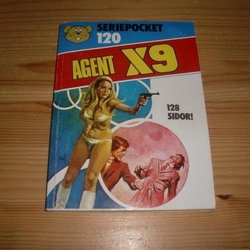 SERIEPOCKET
120
AGENT X9
128
SIDOR!